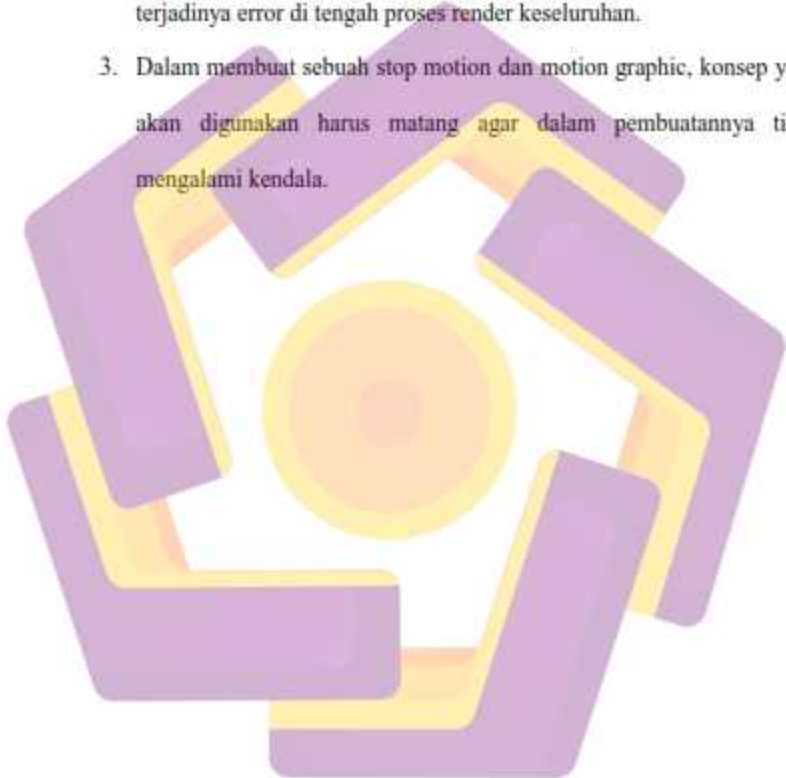 terjadinya error di tengah proses render keseluruhan.
3. Dalam membuat sebuah stop motion dan motion graphic, konsep y
akan digunakan harus matang agar dalam pembuatannya ti
mengalami kendala.